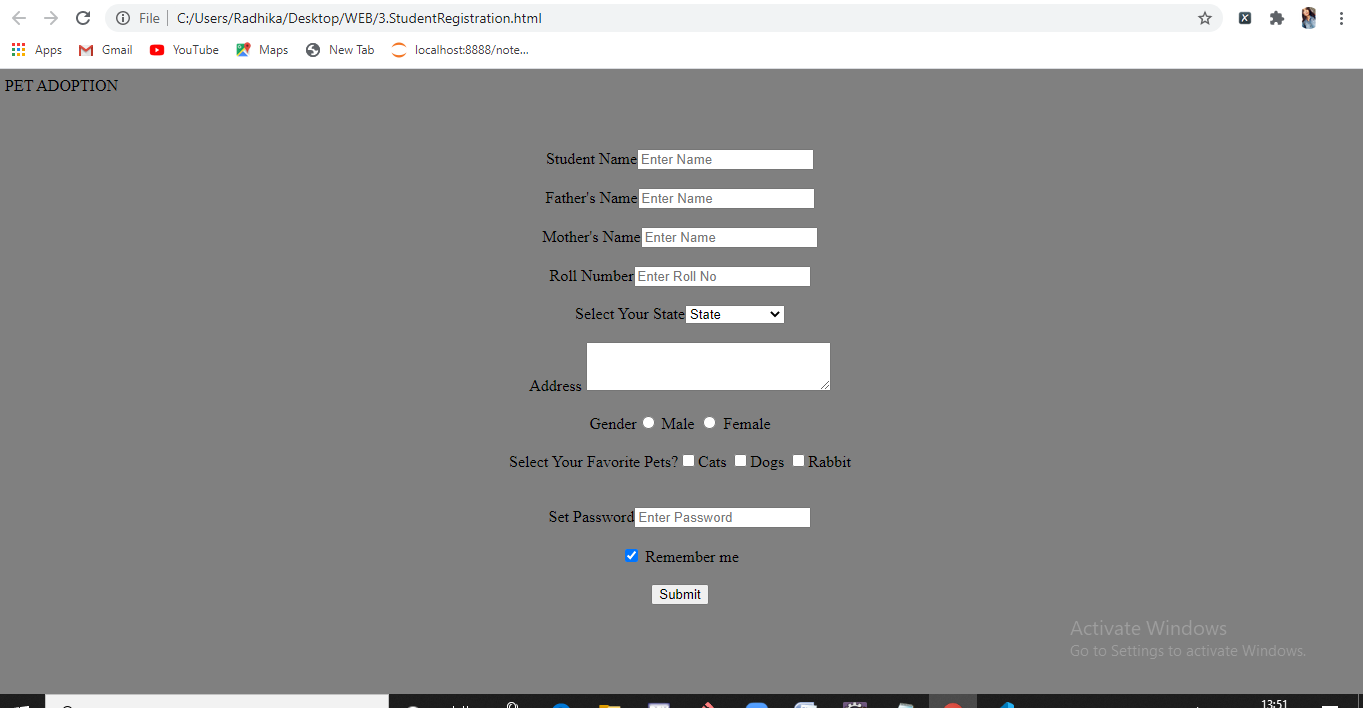 File C:/Users/Radhika/Desktop/WEB/3.StudentRegistration.html
Apps Gmail YouTube Maps New Tab localhost:8888/note...
PET ADOPTION
Student Name Enter Name
Father's Name Enter Name
Mother's Name Enter Name
Roll Number Enter Roll No
Select Your State State
Address
Gender Male Female
Select Your Favorite Pets? Cats Dogs Rabbit
Set Password Enter Password
Remember me
Submit
Activate Windows
Go to Settings to activate Windows.
13:51